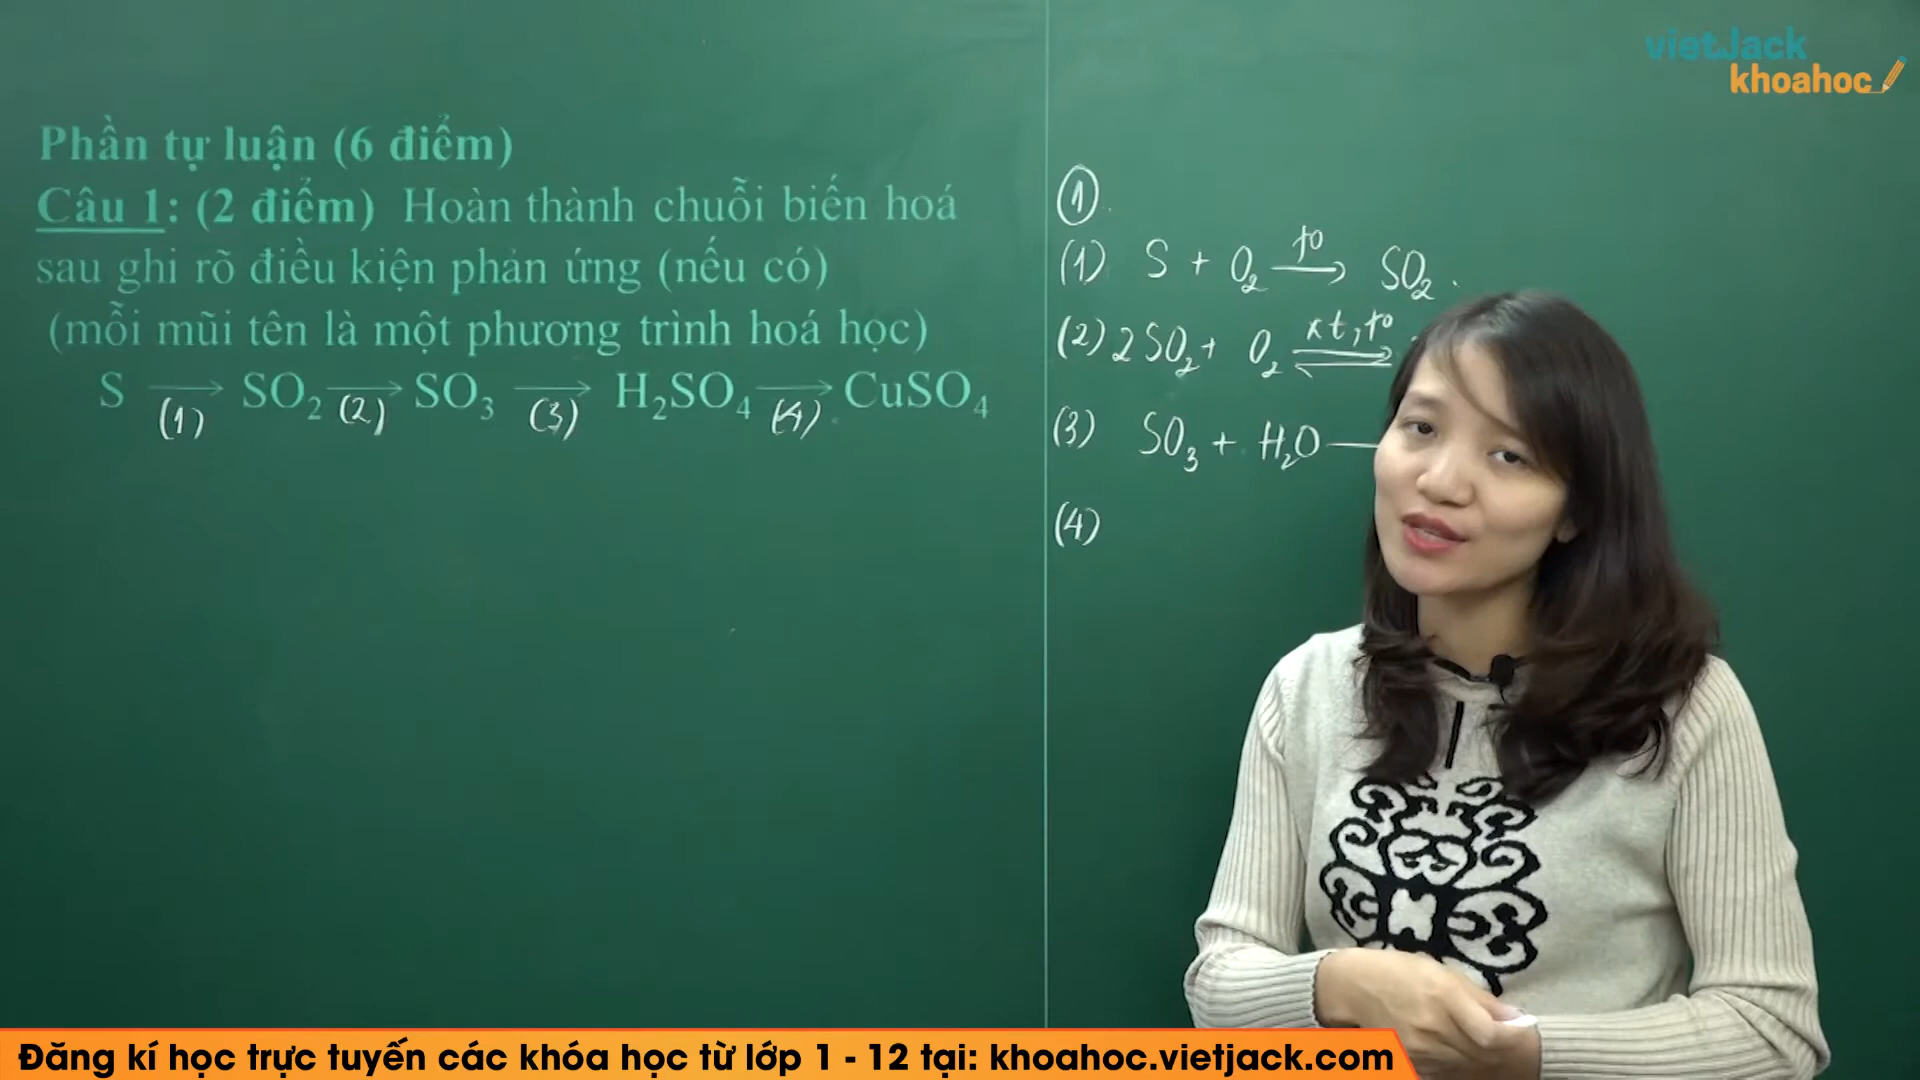 vietJack
khoahoc
Phần tự luận (6 điểm)
Câu 1: (2 điểm) Hoàn thành chuỗi biến hoá
sau ghi rõ điều kiện phản ứng (nếu có)
(mỗi mũi tên là một phương trình hoá học)
S → SO₂ → SO₃ → H₂SO₄ → CuSO₄
(1) (2) (3) (4)
①
(1) S + O₂ →
t⁰ SO₂.
(2) 2SO₂ + O₂ ⇌ xt, t⁰
(3) SO₃ + H₂O —
(4)
Đăng kí học trực tuyến các khóa học từ lớp 1 - 12 tại: khoahoc.vietjack.com